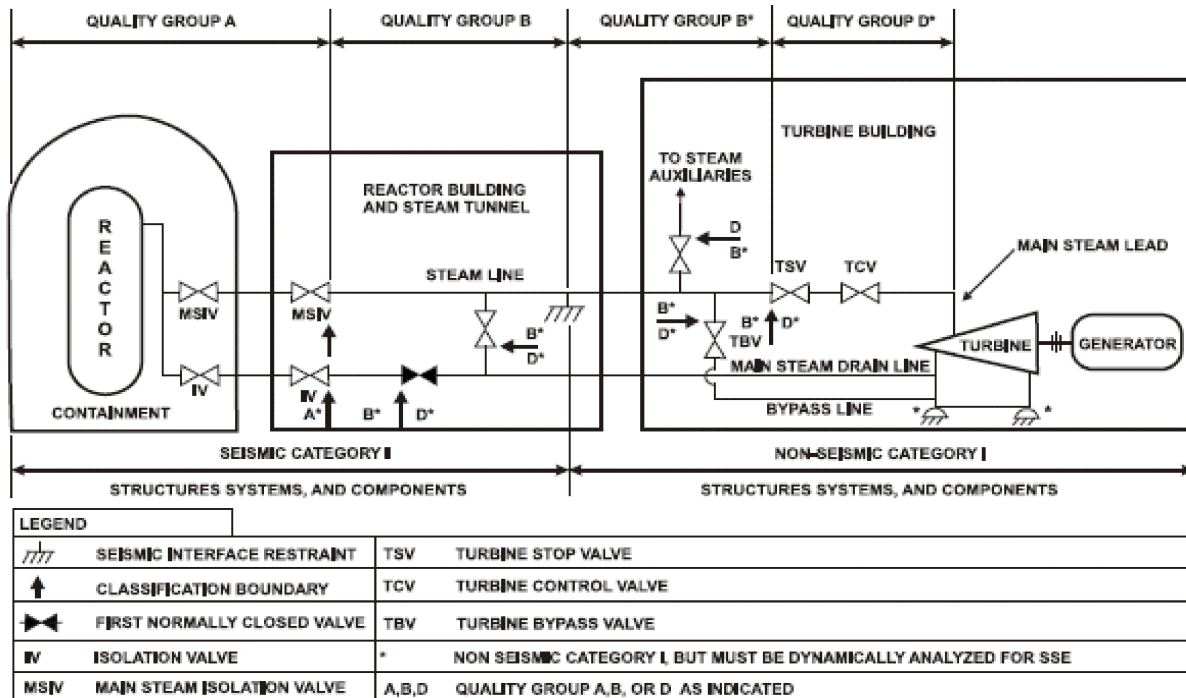 QUALITY GROUP A
QUALITY GROUP B
QUALITY GROUP B*
QUALITY GROUP D*
TURBINE BUILDING
TO STEAM
AUXILIARIES
REACTOR BUILDING
AND STEAM TUNNEL
REACTOR
D
B*
MAIN STEAM LEAD
STEAM LINE
TSV
TCV
MSIV
MSIV
B*
D*
B*
D*
B*
D*
TBV
TURBINE
GENERATOR
MAIN STEAM DRAIN LINE
IV
IV
CONTAINMENT
A*
B*
D*
BYPASS LINE
*
*
SEISMIC CATEGORY II
NON-SEISMIC CATEGORY I
STRUCTURES SYSTEMS, AND COMPONENTS
STRUCTURES SYSTEMS, AND COMPONENTS
LEGEND
SEISMIC INTERFACE RESTRAINT
TSV TURBINE STOP VALVE
CLASSIFICATION BOUNDARY
TCV TURBINE CONTROL VALVE
FIRST NORMALLY CLOSED VALVE
TBV TURBINE BYPASS VALVE
IV ISOLATION VALVE
* NON SEISMIC CATEGORY I, BUT MUST BE DYNAMICALLY ANALYZED FOR SSE
MSIV MAIN STEAM ISOLATION VALVE
A,B,D QUALITY GROUP A,B, OR D AS INDICATED